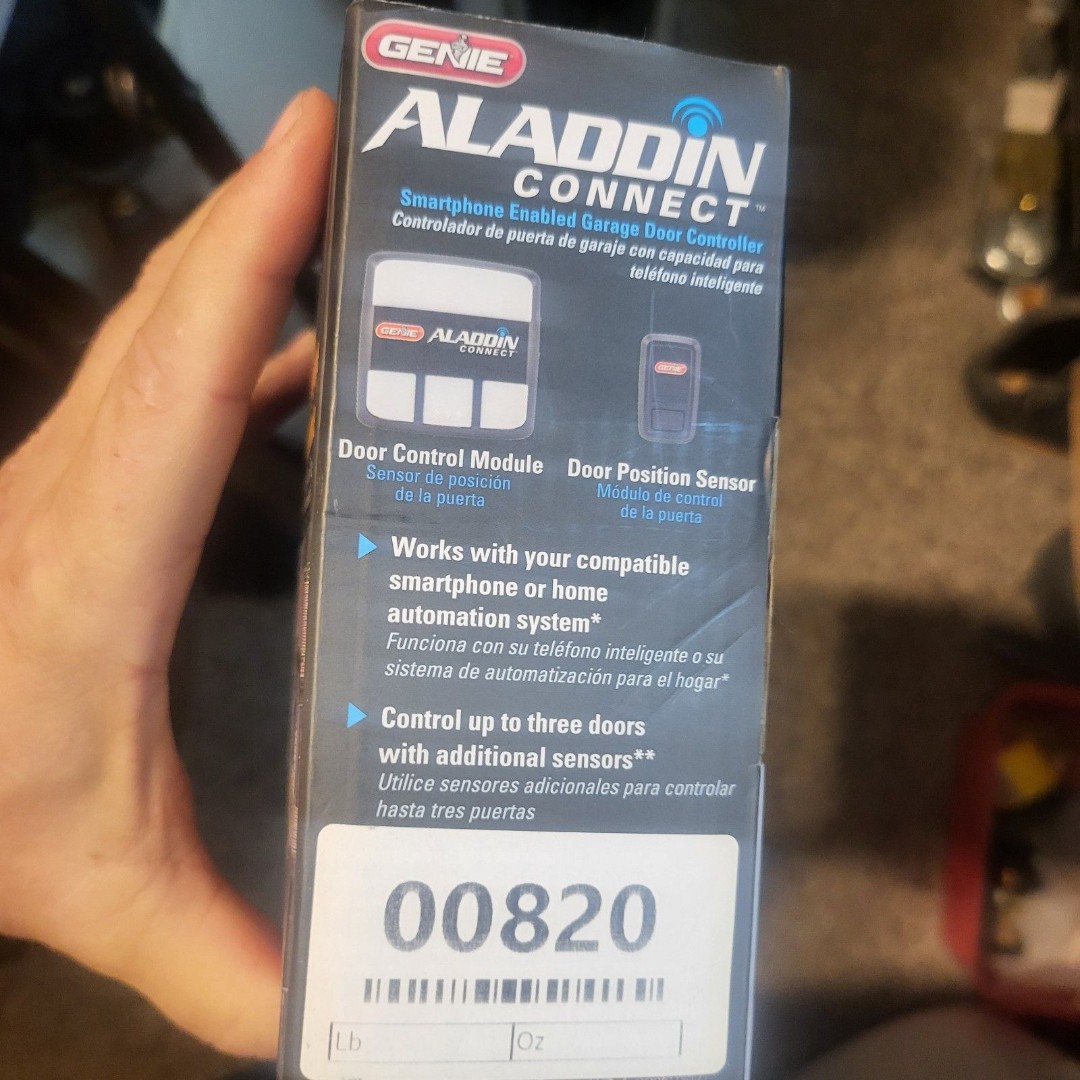 GENIE
ALADDIN
CONNECT™
Smartphone Enabled Garage Door Controller
Controlador de puerta de garaje con capacidad para
teléfono inteligente
GENIE ALADDIN
CONNECT
GENIE
Door Control Module
Sensor de posición
de la puerta
Door Position Sensor
Módulo de control
de la puerta
Works with your compatible
smartphone or home
automation system*
Funciona con su teléfono inteligente o su
sistema de automatización para el hogar*
Control up to three doors
with additional sensors**
Utilice sensores adicionales para controlar
hasta tres puertas
00820
Lb
Oz